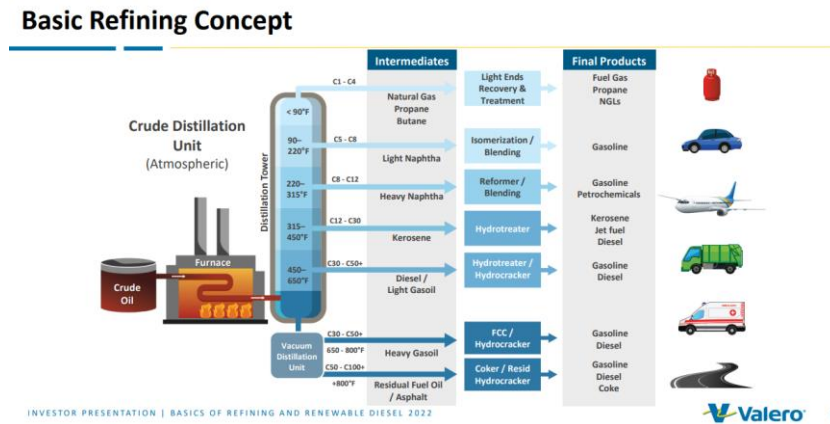 Basic Refining Concept
Intermediates
Final Products
Crude Distillation
Unit
(Atmospheric)
Distillation Tower
Furnace
Crude
Oil
< 90°F
C1 - C4
Natural Gas
Propane
Butane
Light Ends
Recovery &
Treatment
Fuel Gas
Propane
NGLs
90–
220°F
C5 - C8
Light Naphtha
Isomerization /
Blending
Gasoline
220–
315°F
C8 - C12
Heavy Naphtha
Reformer /
Blending
Gasoline
Petrochemicals
315–
450°F
C12 - C30
Kerosene
Hydrotreater
Kerosene
Jet fuel
Diesel
450–
650°F
C30 - C50+
Diesel /
Light Gasoil
Hydrotreater /
Hydrocracker
Gasoline
Diesel
Vacuum
Distillation
Unit
C30 - C50+
650 - 800°F
Heavy Gasoil
FCC /
Hydrocracker
Gasoline
Diesel
C50 - C100+
+800°F
Residual Fuel Oil
/ Asphalt
Coker / Resid
Hydrocracker
Gasoline
Diesel
Coke
INVESTOR PRESENTATION | BASICS OF REFINING AND RENEWABLE DIESEL 2022
Valero